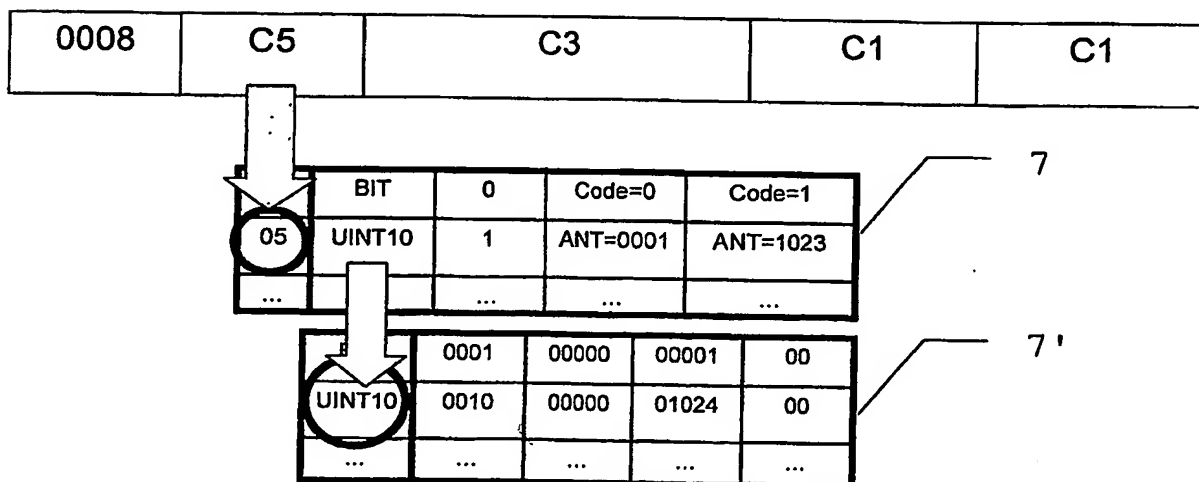 0008 C5 C3 C1 C1
7
BIT 0 Code=0 Code=1
05 UINT10 1 ANT=0001 ANT=1023
... ... ... ...
7'
0001 00000 00001 00
UINT10 0010 00000 01024 00
... ... ... ... ...